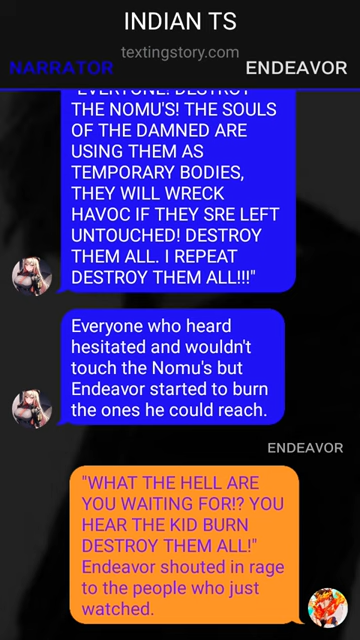 INDIAN TS
textingstory.com
NARRATOR
ENDEAVOR
"EVERYONE! DESTROY
THE NOMU'S! THE SOULS
OF THE DAMNED ARE
USING THEM AS
TEMPORARY BODIES,
THEY WILL WRECK
HAVOC IF THEY SRE LEFT
UNTOUCHED! DESTROY
THEM ALL. I REPEAT
DESTROY THEM ALL!!!"
Everyone who heard
hesitated and wouldn't
touch the Nomu's but
Endeavor started to burn
the ones he could reach.
ENDEAVOR
"WHAT THE HELL ARE
YOU WAITING FOR!? YOU
HEAR THE KID BURN
DESTROY THEM ALL!"
Endeavor shouted in rage
to the people who just
watched.